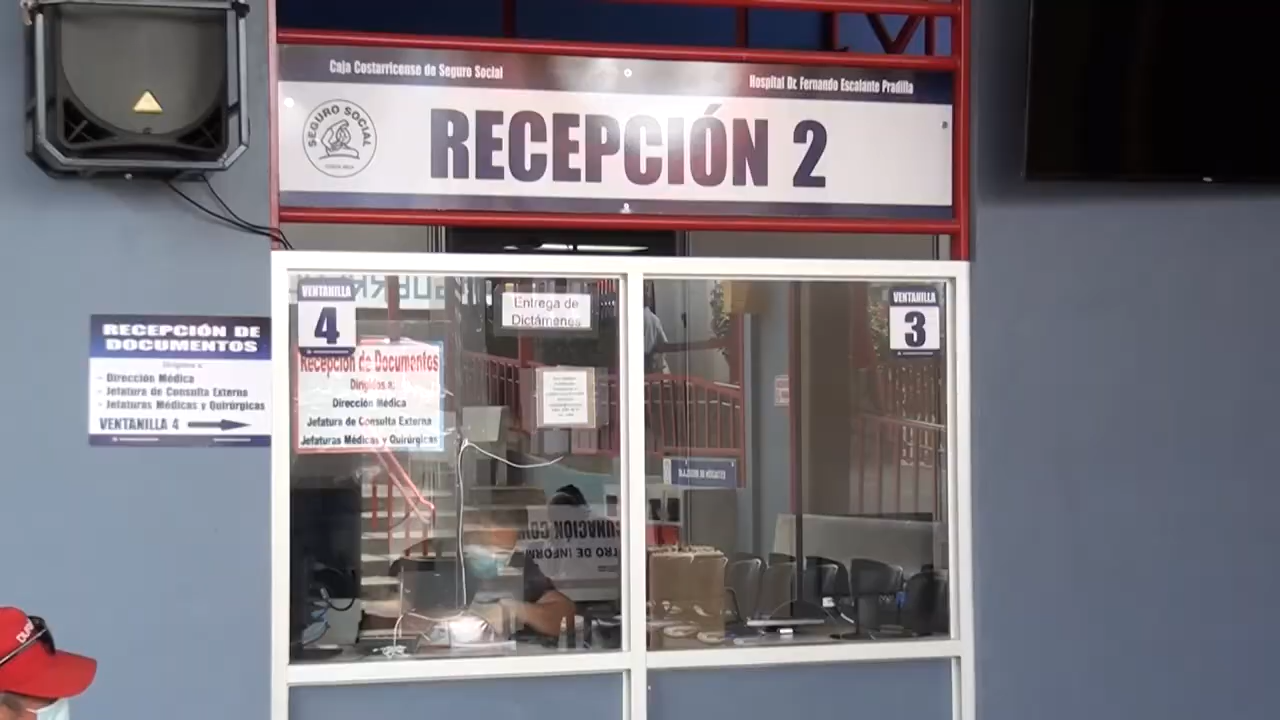 Caja Costarricense de Seguro Social
Hospital Dr. Fernando Escalante Pradilla
SEGURO SOCIAL
RECEPCIÓN 2
VENTANILLA
4
Entrega de
Dictámenes
VENTANILLA
3
RECEPCIÓN DE
DOCUMENTOS
Dirigidos a:
- Dirección Médica
- Jefatura de Consulta Externa
- Jefaturas Médicas y Quirúrgicas
VENTANILLA 4
Recepción de Documentos
Dirigidos a:
Dirección Médica
Jefatura de Consulta Externa
Jefaturas Médicas y Quirúrgicas